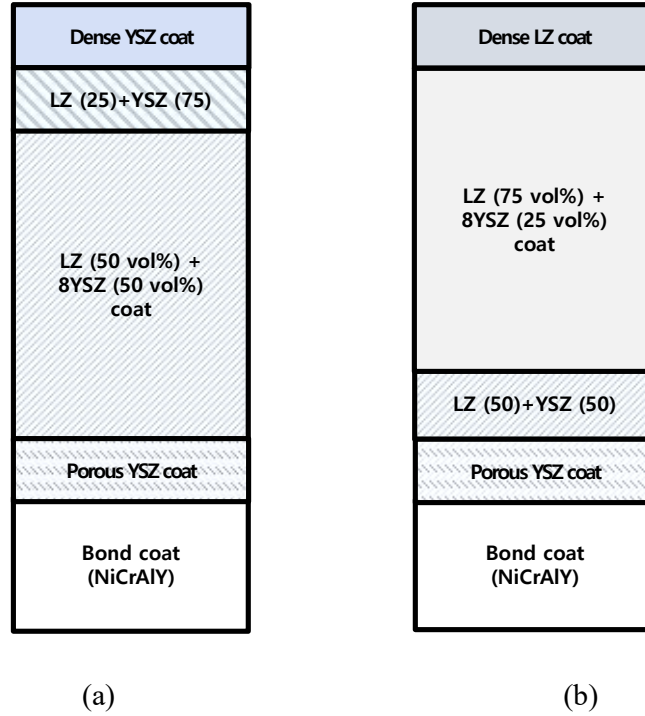 Dense YSZ coat
LZ (25)+YSZ (75)
LZ (50 vol%) +
8YSZ (50 vol%)
coat
Porous YSZ coat
Bond coat
(NiCrAlY)
(a)
Dense LZ coat
LZ (75 vol%) +
8YSZ (25 vol%)
coat
LZ (50)+YSZ (50)
Porous YSZ coat
Bond coat
(NiCrAlY)
(b)